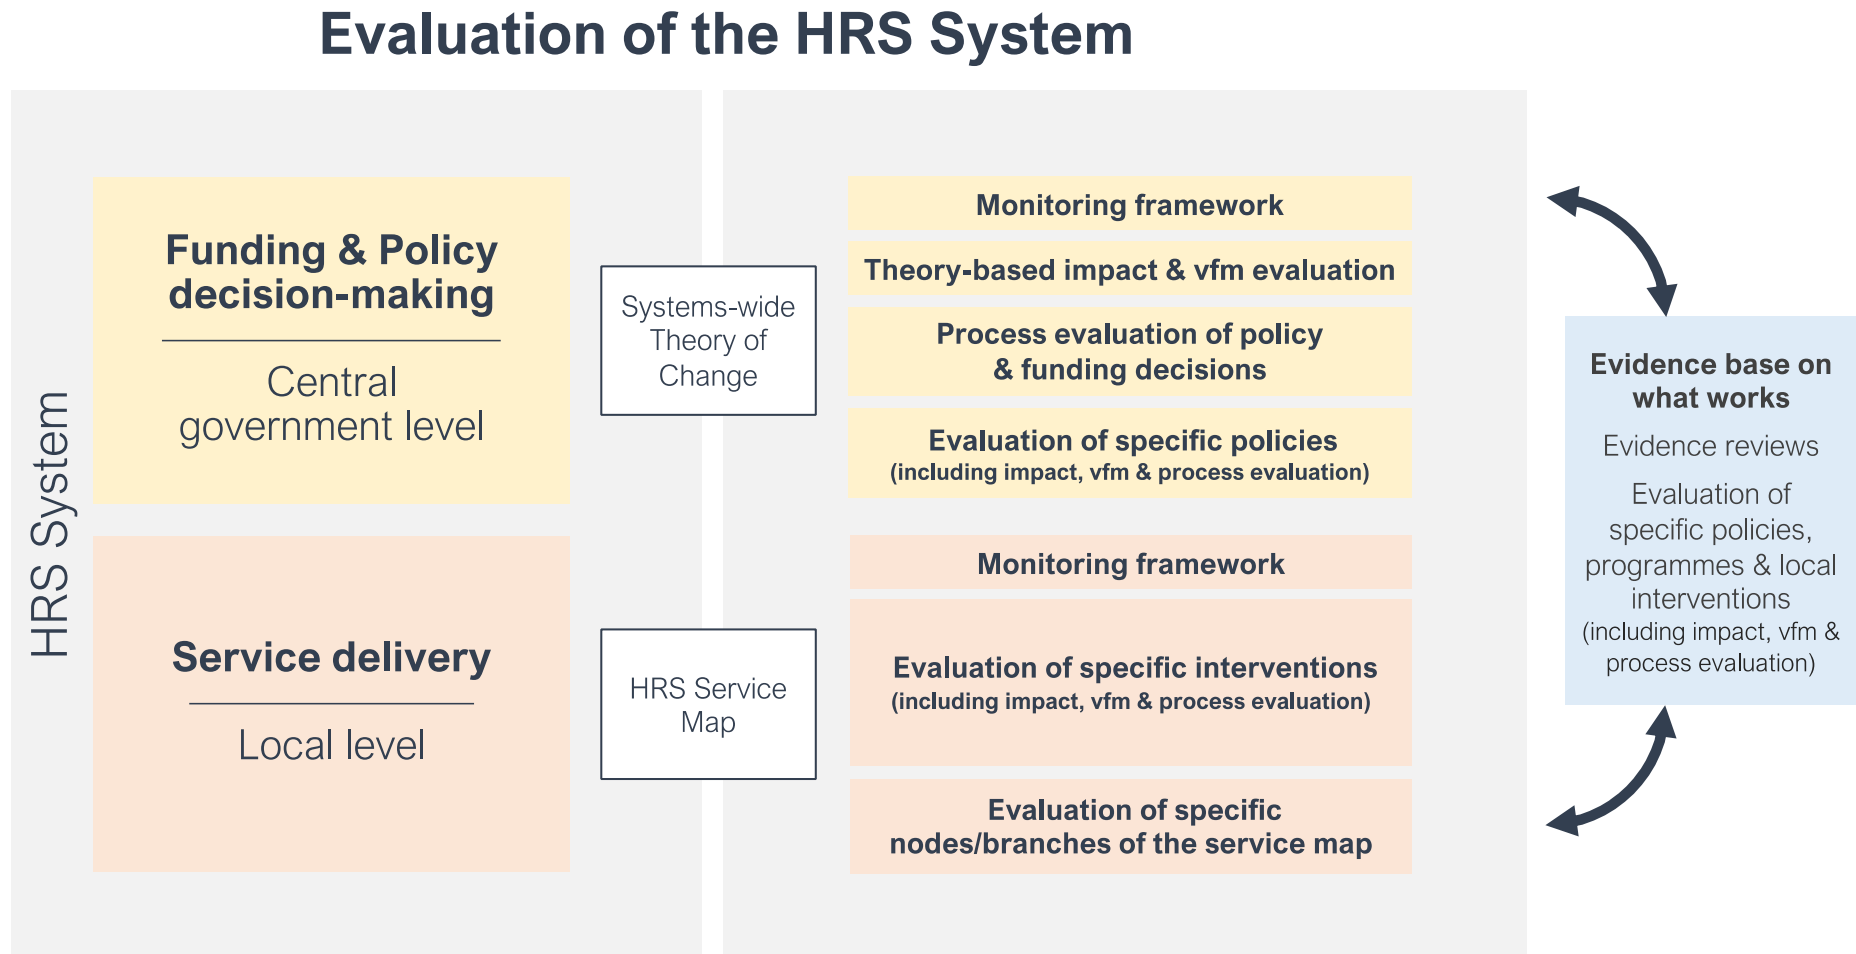 Evaluation of the HRS System
HRS System
Funding & Policy
decision-making
Central
government level
Service delivery
Local level
Systems-wide
Theory of
Change
HRS Service
Map
Monitoring framework
Theory-based impact & vfm evaluation
Process evaluation of policy
& funding decisions
Evaluation of specific policies
(including impact, vfm & process evaluation)
Monitoring framework
Evaluation of specific interventions
(including impact, vfm & process evaluation)
Evaluation of specific
nodes/branches of the service map
Evidence base on
what works
Evidence reviews
Evaluation of
specific policies,
programmes & local
interventions
(including impact, vfm &
process evaluation)